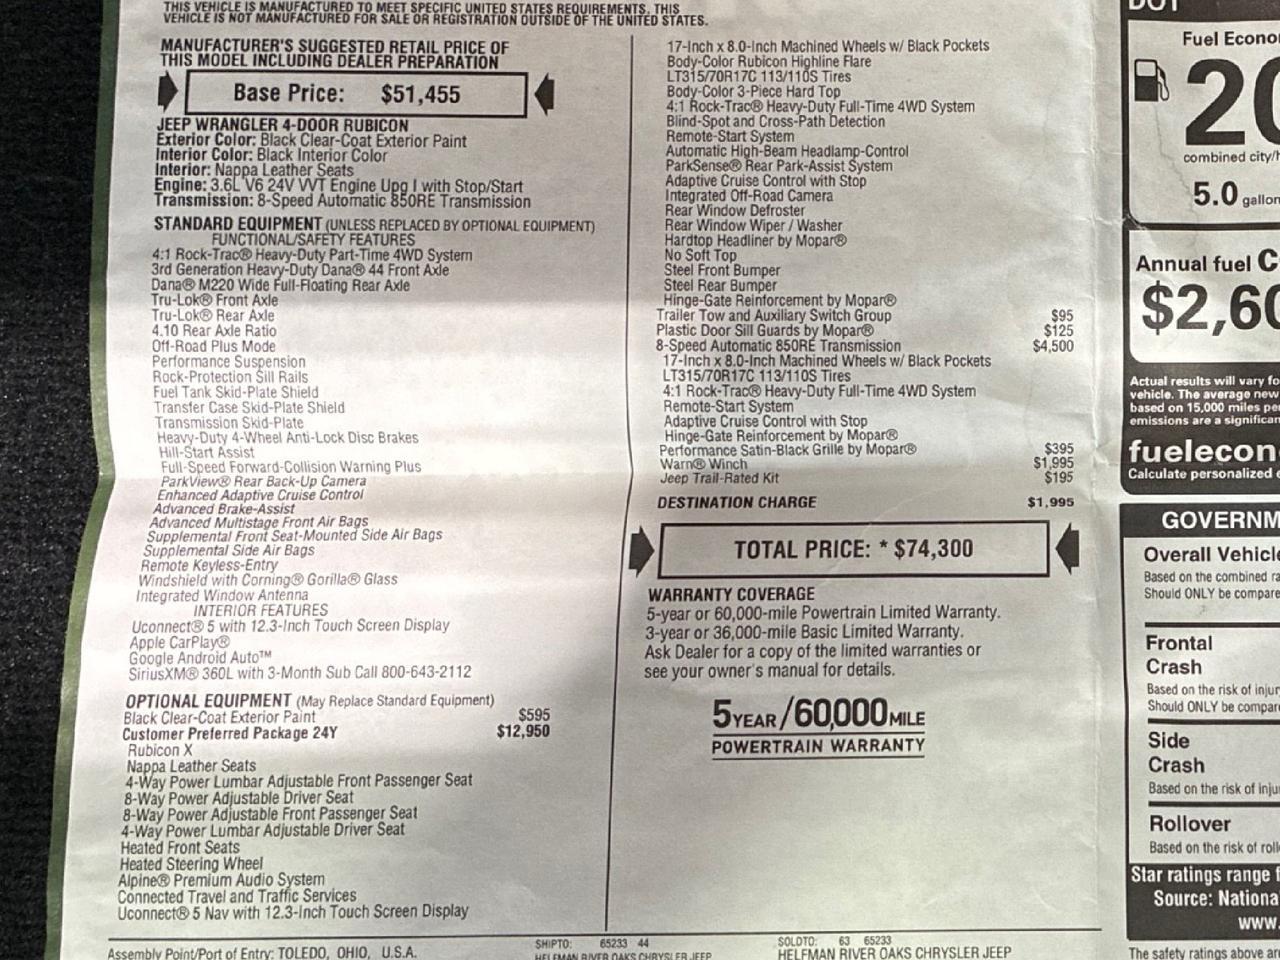 THIS VEHICLE IS MANUFACTURED TO MEET SPECIFIC UNITED STATES REQUIREMENTS. THIS
VEHICLE IS NOT MANUFACTURED FOR SALE OR REGISTRATION OUTSIDE OF THE UNITED STATES.
MANUFACTURER'S SUGGESTED RETAIL PRICE OF
THIS MODEL INCLUDING DEALER PREPARATION
Base Price: $51,455
JEEP WRANGLER 4-DOOR RUBICON
Exterior Color: Black Clear-Coat Exterior Paint
Interior Color: Black Interior Color
Interior: Nappa Leather Seats
Engine: 3.6L V6 24V VVT Engine Upg I with Stop/Start
Transmission: 8-Speed Automatic 850RE Transmission
STANDARD EQUIPMENT (UNLESS REPLACED BY OPTIONAL EQUIPMENT)
FUNCTIONAL/SAFETY FEATURES
4:1 Rock-Trac® Heavy-Duty Part-Time 4WD System
3rd Generation Heavy-Duty Dana® 44 Front Axle
Dana® M220 Wide Full-Floating Rear Axle
Tru-Lok® Front Axle
Tru-Lok® Rear Axle
4.10 Rear Axle Ratio
Off-Road Plus Mode
Performance Suspension
Rock-Protection Sill Rails
Fuel Tank Skid-Plate Shield
Transfer Case Skid-Plate Shield
Transmission Skid-Plate
Heavy-Duty 4-Wheel Anti-Lock Disc Brakes
Hill-Start Assist
Full-Speed Forward-Collision Warning Plus
ParkView® Rear Back-Up Camera
Enhanced Adaptive Cruise Control
Advanced Brake-Assist
Advanced Multistage Front Air Bags
Supplemental Front Seat-Mounted Side Air Bags
Supplemental Side Air Bags
Remote Keyless-Entry
Windshield with Corning® Gorilla® Glass
Integrated Window Antenna
INTERIOR FEATURES
Uconnect® 5 with 12.3-Inch Touch Screen Display
Apple CarPlay®
Google Android Auto™
SiriusXM® 360L with 3-Month Sub Call 800-643-2112
OPTIONAL EQUIPMENT (May Replace Standard Equipment)
Black Clear-Coat Exterior Paint $595
Customer Preferred Package 24Y $12,950
Rubicon X
Nappa Leather Seats
4-Way Power Lumbar Adjustable Front Passenger Seat
8-Way Power Adjustable Driver Seat
8-Way Power Adjustable Front Passenger Seat
4-Way Power Lumbar Adjustable Driver Seat
Heated Front Seats
Heated Steering Wheel
Alpine® Premium Audio System
Connected Travel and Traffic Services
Uconnect® 5 Nav with 12.3-Inch Touch Screen Display
17-Inch x 8.0-Inch Machined Wheels w/ Black Pockets
Body-Color Rubicon Highline Flare
LT315/70R17C 113/110S Tires
Body-Color 3-Piece Hard Top
4:1 Rock-Trac® Heavy-Duty Full-Time 4WD System
Blind-Spot and Cross-Path Detection
Remote-Start System
Automatic High-Beam Headlamp-Control
ParkSense® Rear Park-Assist System
Adaptive Cruise Control with Stop
Integrated Off-Road Camera
Rear Window Defroster
Rear Window Wiper / Washer
Hardtop Headliner by Mopar®
No Soft Top
Steel Front Bumper
Steel Rear Bumper
Hinge-Gate Reinforcement by Mopar®
Trailer Tow and Auxiliary Switch Group $95
Plastic Door Sill Guards by Mopar® $125
8-Speed Automatic 850RE Transmission $4,500
17-Inch x 8.0-Inch Machined Wheels w/ Black Pockets
LT315/70R17C 113/110S Tires
4:1 Rock-Trac® Heavy-Duty Full-Time 4WD System
Remote-Start System
Adaptive Cruise Control with Stop
Hinge-Gate Reinforcement by Mopar®
Performance Satin-Black Grille by Mopar® $395
Warn® Winch $1,995
Jeep Trail-Rated Kit $195
DESTINATION CHARGE $1,995
TOTAL PRICE: * $74,300
WARRANTY COVERAGE
5-year or 60,000-mile Powertrain Limited Warranty.
3-year or 36,000-mile Basic Limited Warranty.
Ask Dealer for a copy of the limited warranties or
see your owner's manual for details.
5 YEAR/60,000 MILE
POWERTRAIN WARRANTY
Assembly Point/Port of Entry: TOLEDO, OHIO, U.S.A.
SHIPTO: 65233 44
HELFMAN RIVER OAKS CHRYSLER JEEP
SOLDTO: 63 65233
HELFMAN RIVER OAKS CHRYSLER JEEP
DOT
Fuel Econo
20
combined city/h
5.0 gallon
Annual fuel C
$2,60
Actual results will vary fo
vehicle. The average new
based on 15,000 miles pe
emissions are a significan
fuelecon
Calculate personalized e
GOVERNM
Overall Vehicle
Based on the combined ra
Should ONLY be compare
Frontal
Crash
Based on the risk of injur
Should ONLY be compare
Side
Crash
Based on the risk of injur
Rollover
Based on the risk of roll
Star ratings range f
Source: Nationa
www.
The safety ratings above are